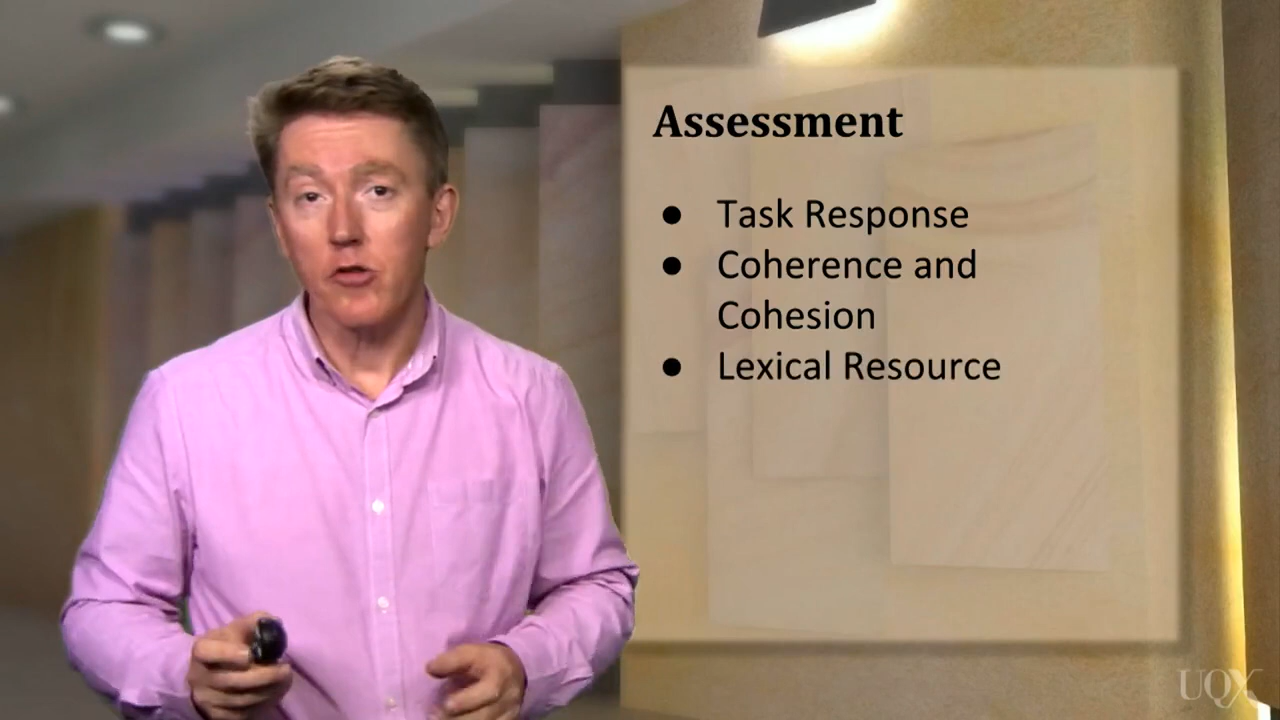 Assessment
● Task Response
● Coherence and
Cohesion
● Lexical Resource
UQX